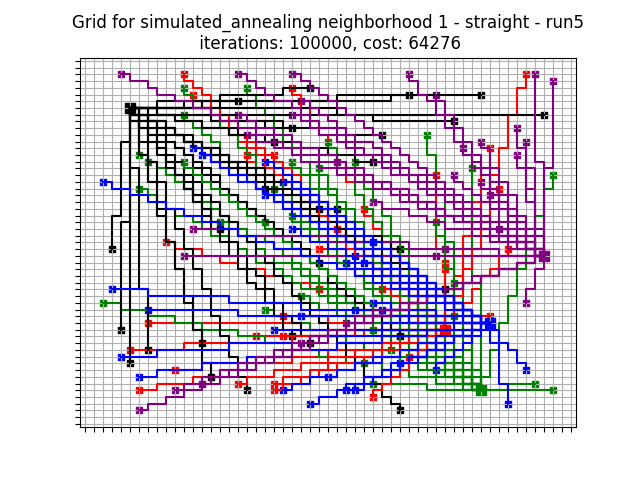 Grid for simulated_annealing neighborhood 1 - straight - run5
iterations: 100000, cost: 64276